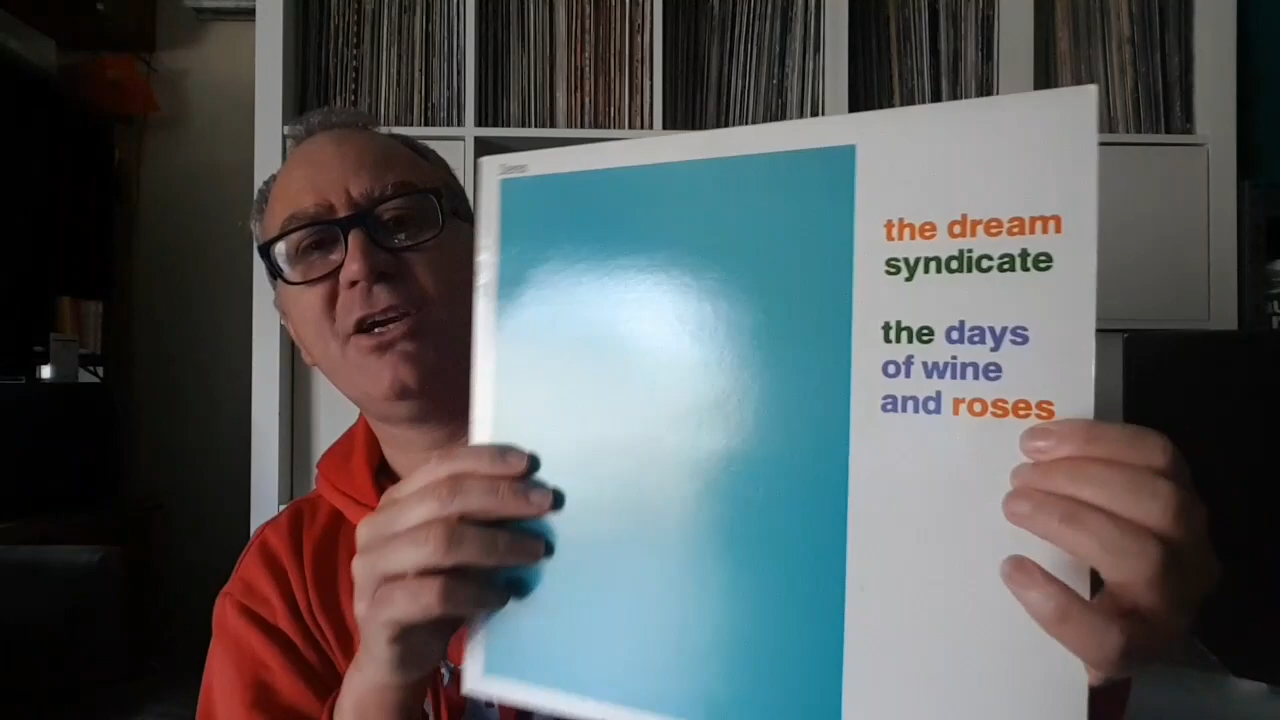 the dream
syndicate
the days
of wine
and roses